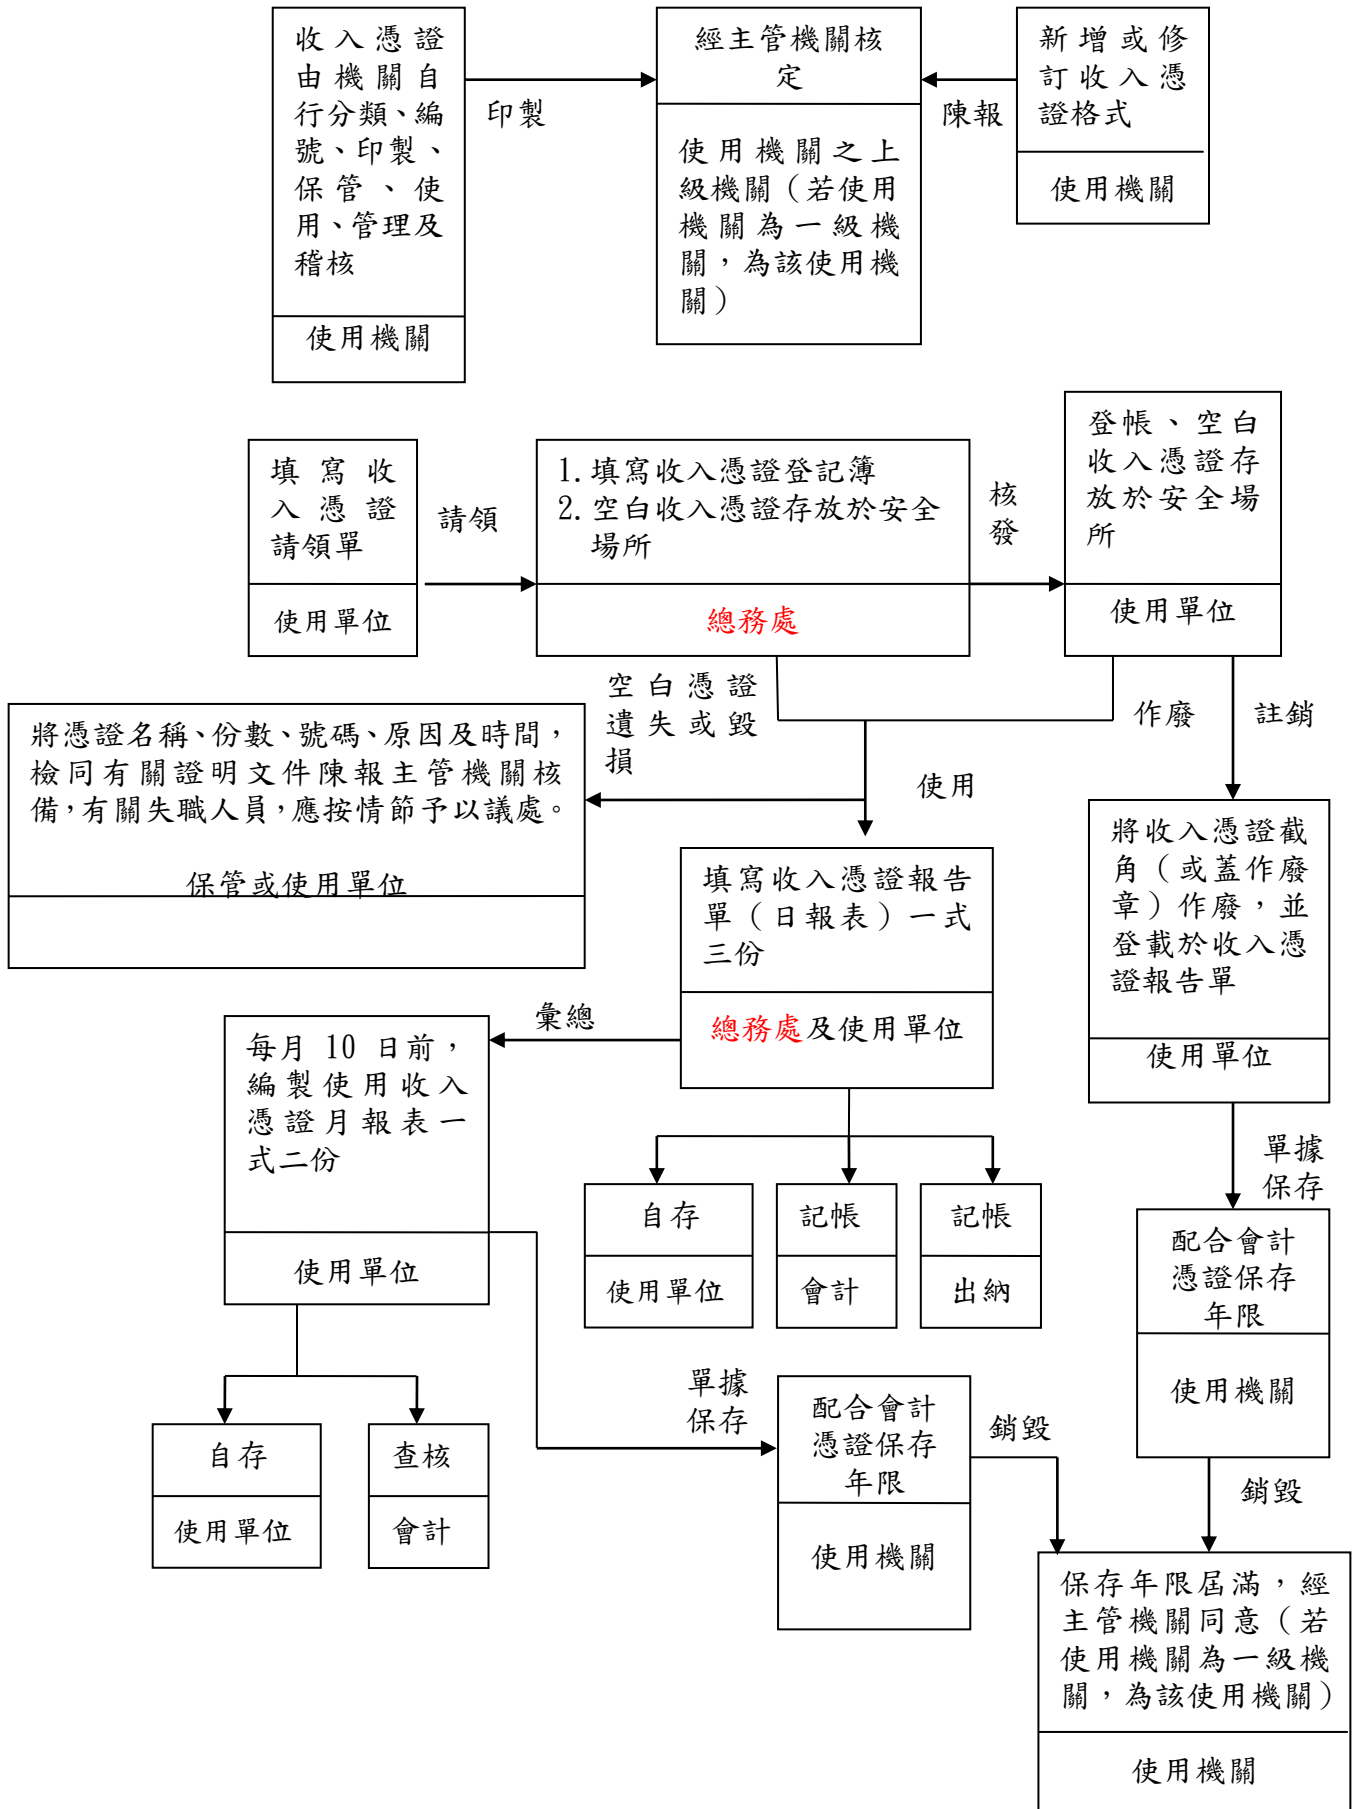 收入憑證
由機關自
行分類、編
號、印製、
保管、使
用、管理及
稽核
使用機關
印製
經主管機關核
定
使用機關之上
級機關（若使用
機關為一級機
關，為該使用機
關）
陳報
新增或修
訂收入憑
證格式
使用機關
填寫收
入憑證
請領單
使用單位
請領
1.填寫收入憑證登記簿
2.空白收入憑證存放於安全
場所
總務處
核
發
登帳、空白
收入憑證存
放於安全場
所
使用單位
空白憑證
遺失或毀
損
作廢
註銷
將憑證名稱、份數、號碼、原因及時間，
檢同有關證明文件陳報主管機關核
備，有關失職人員，應按情節予以議處。
保管或使用單位
使用
填寫收入憑證報告
單（日報表）一式
三份
總務處及使用單位
將收入憑證截
角（或蓋作廢
章）作廢，並
登載於收入憑
證報告單
使用單位
彙總
每月 10 日前，
編製使用收入
憑證月報表一
式二份
使用單位
自存
使用單位
記帳
會計
記帳
出納
單據
保存
配合會計
憑證保存
年限
使用機關
自存
使用單位
查核
會計
單據
保存
配合會計
憑證保存
年限
使用機關
銷毀
銷毀
保存年限屆滿，經
主管機關同意（若
使用機關為一級機
關，為該使用機關）
使用機關